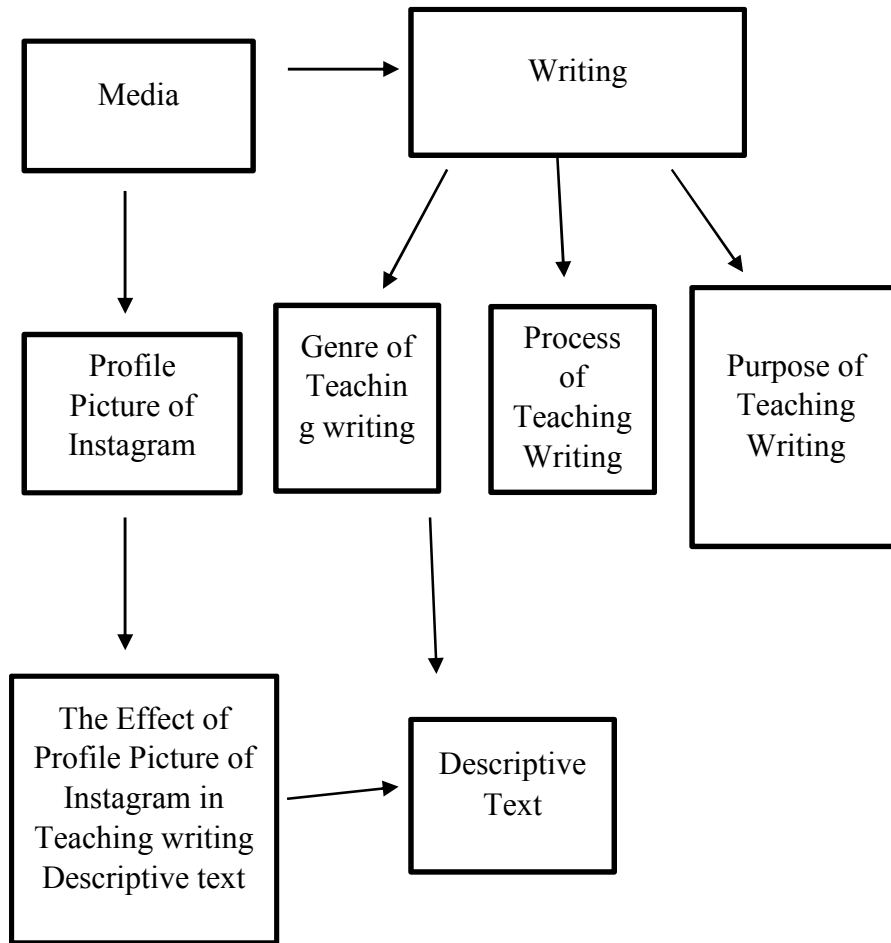 Media
Writing
Profile
Picture of
Instagram
Genre of
Teachin
g writing
Process
of
Teaching
Writing
Purpose of
Teaching
Writing
The Effect of
Profile Picture of
Instagram in
Teaching writing
Descriptive text
Descriptive
Text